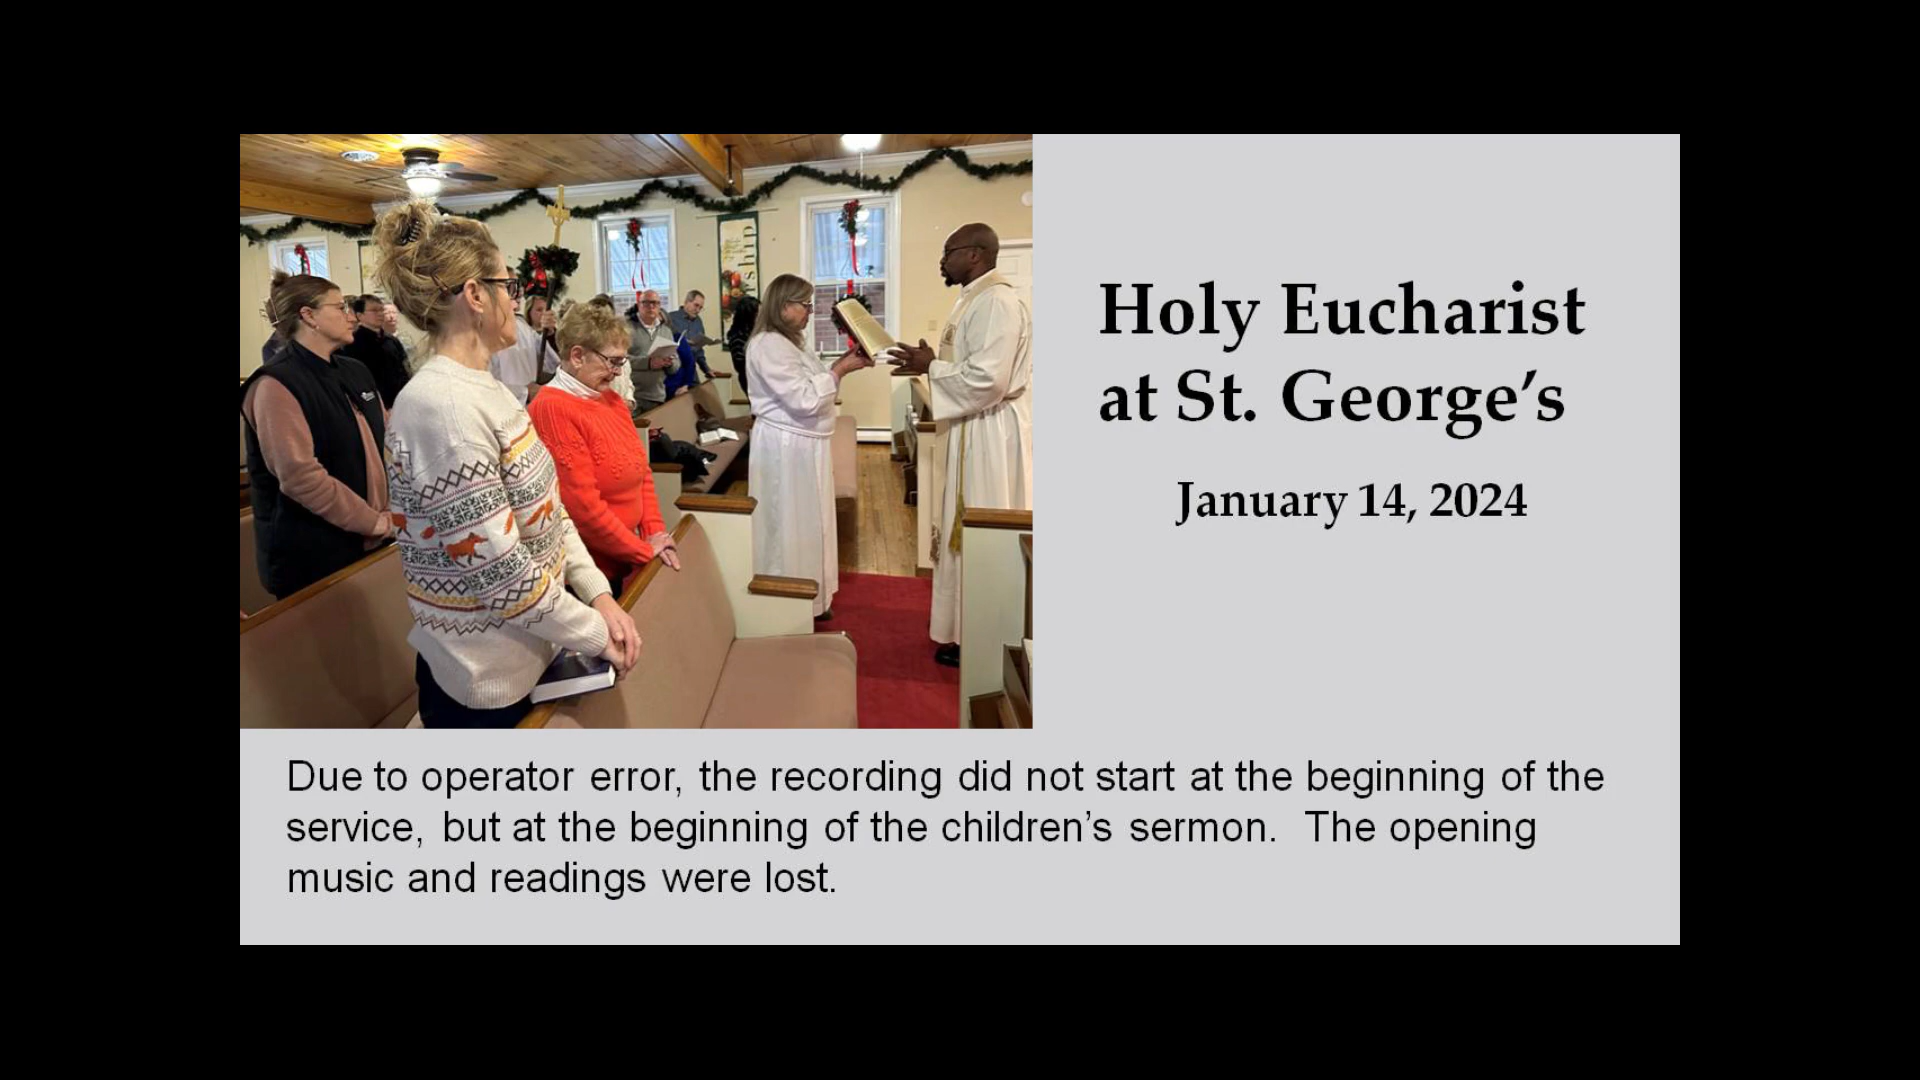 Holy Eucharist
at St. George’s
January 14, 2024
Due to operator error, the recording did not start at the beginning of the
service, but at the beginning of the children’s sermon.  The opening
music and readings were lost.